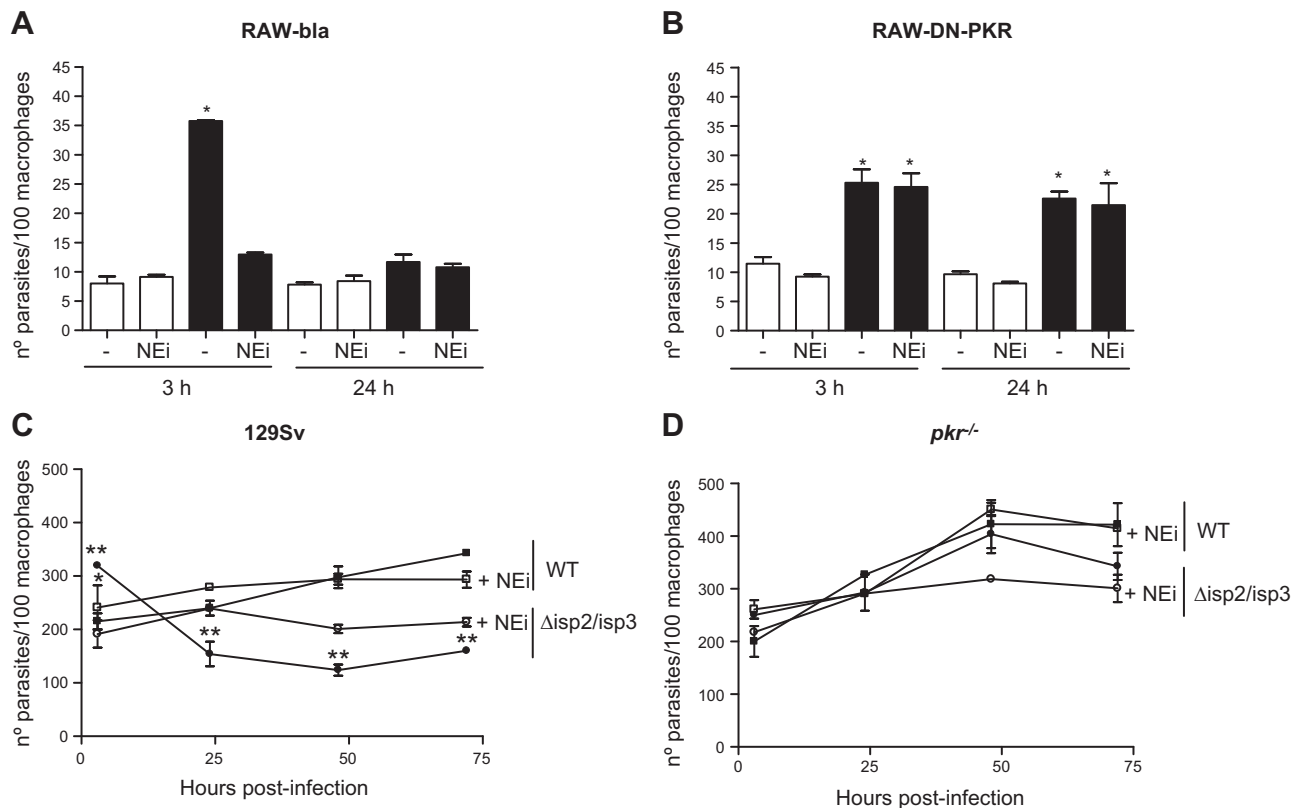 A
RAW-bla
nº parasites/100 macrophages
45
40
35
30
25
20
15
10
5
0
*
- NEi - NEi - NEi - NEi
3 h 24 h
B
RAW-DN-PKR
nº parasites/100 macrophages
45
40
35
30
25
20
15
10
5
0
* * * *
- NEi - NEi - NEi - NEi
3 h 24 h
C
129Sv
nº parasites/100 macrophages
500
400
300
200
100
0
**
*
**
**
**
+ NEi WT
+ NEi Δisp2/isp3
0 25 50 75
Hours post-infection
D
pkr-/-
nº parasites/100 macrophages
500
400
300
200
100
0
+ NEi WT
+ NEi Δisp2/isp3
0 25 50 75
Hours post-infection